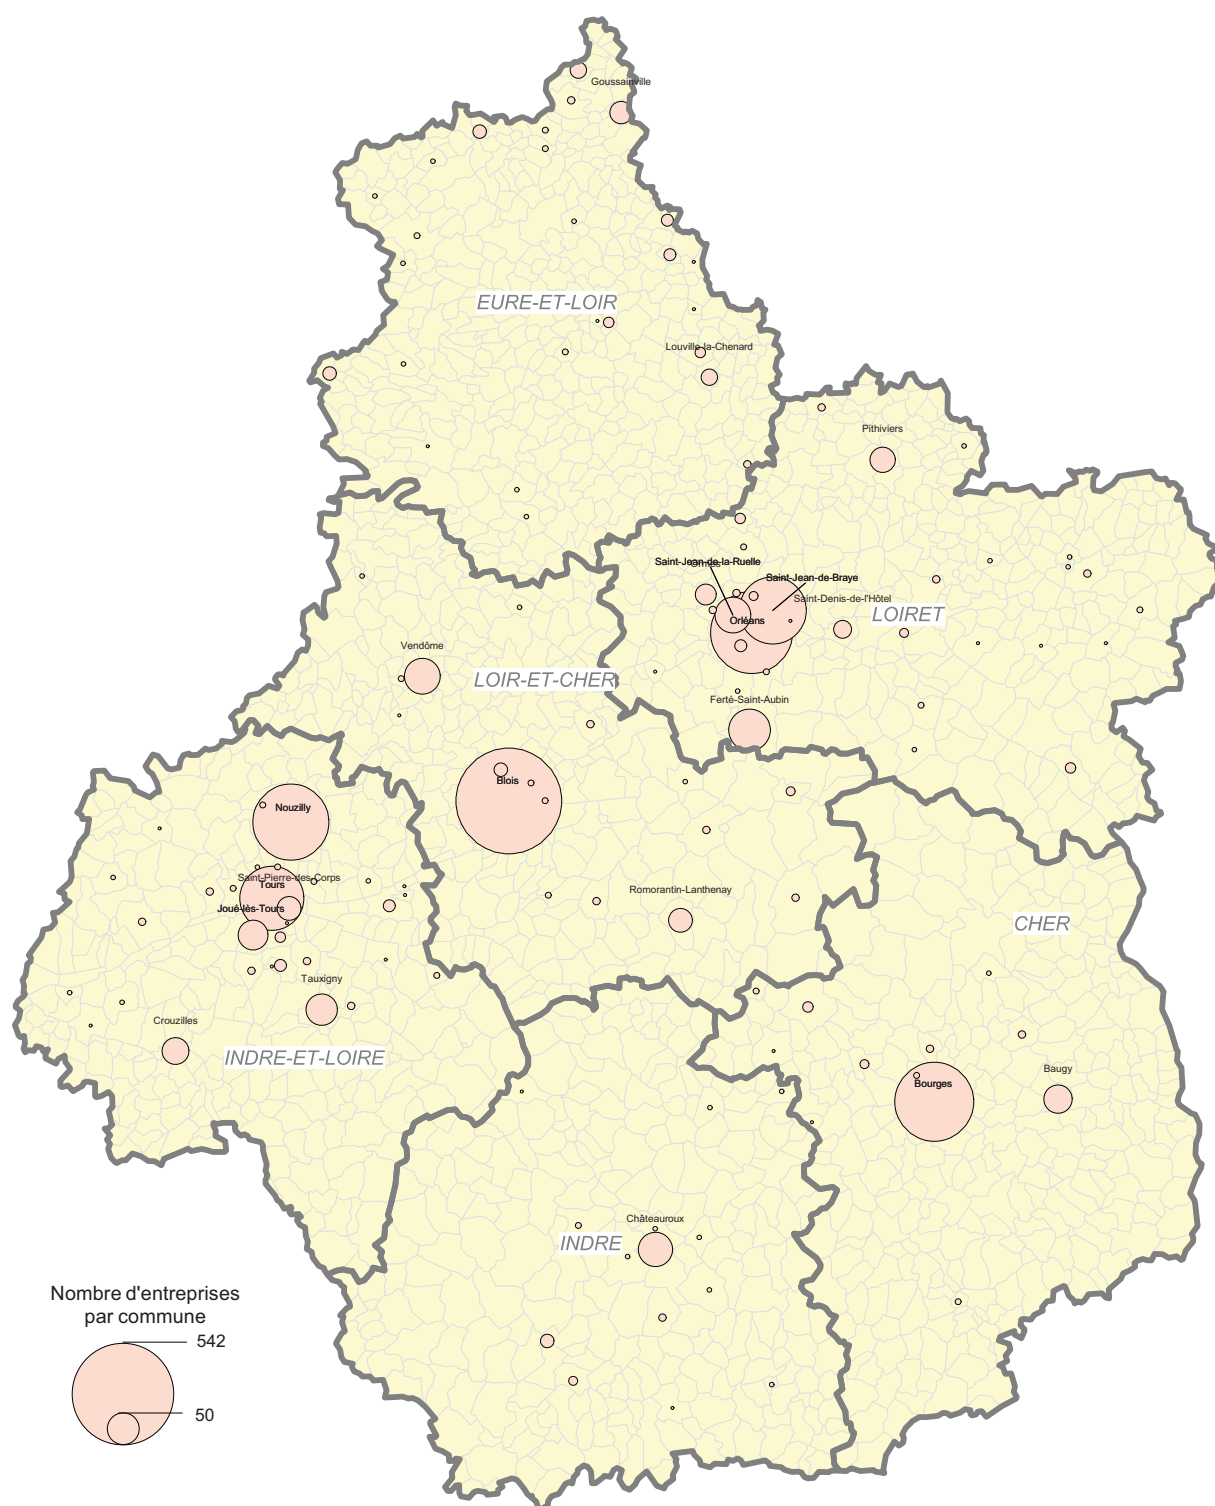 Goussainville
EURE-ET-LOIR
Louville-la-Chenard
Pithiviers
Saint-Jean-de-la-Ruelle
Saint-Jean-de-Braye
Saint-Denis-de-l'Hôtel
LOIRET
Orléans
Vendôme
LOIR-ET-CHER
Ferté-Saint-Aubin
Blois
Nouzilly
Saint-Pierre-des-Corps
Tours
Joué-lès-Tours
Romorantin-Lanthenay
CHER
Tauxigny
Crouzilles
INDRE-ET-LOIRE
Baugy
Bourges
Châteauroux
INDRE
Nombre d'entreprises
par commune
542
50